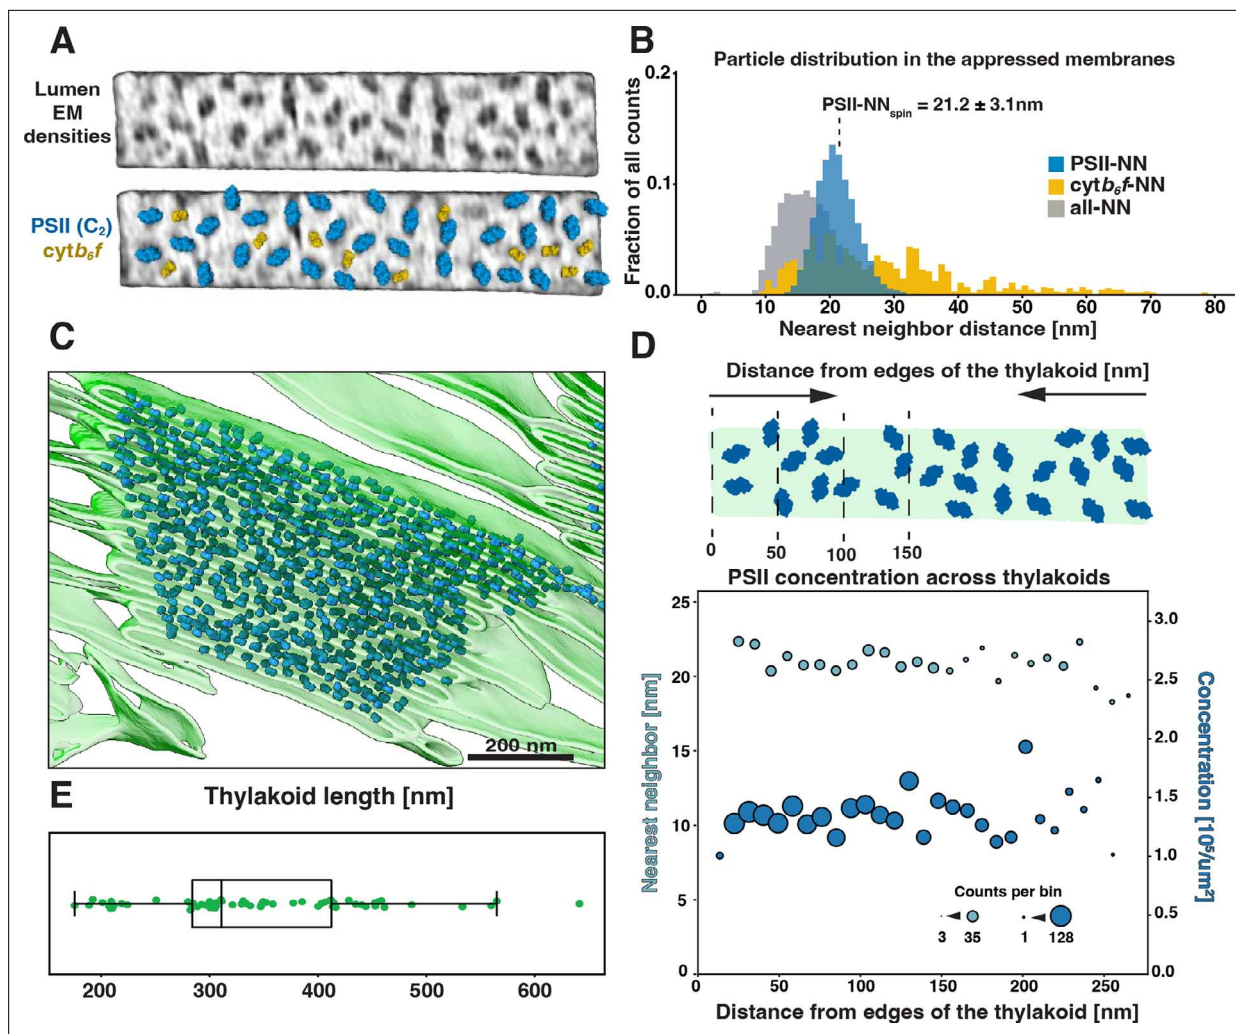 A
Lumen
EM
densities
PSII (C₂)
cytb₆f
B
Particle distribution in the appressed membranes
0.2
PSII-NNspin = 21.2 ± 3.1nm
PSII-NN
cytb₆f-NN
all-NN
0.1
0.0
Fraction of all counts
0 10 20 30 40 50 60 70 80
Nearest neighbor distance [nm]
C
200 nm
D
Distance from edges of the thylakoid [nm]
0 50 100 150
PSII concentration across thylakoids
25
20
15
10
5
0
Nearest neighbor [nm]
3.0
2.5
2.0
1.5
1.0
0.5
0.0
Concentration [10⁵/um²]
Counts per bin
3 35 1 128
0 50 100 150 200 250
Distance from edges of the thylakoid [nm]
E
Thylakoid length [nm]
200 300 400 500 600